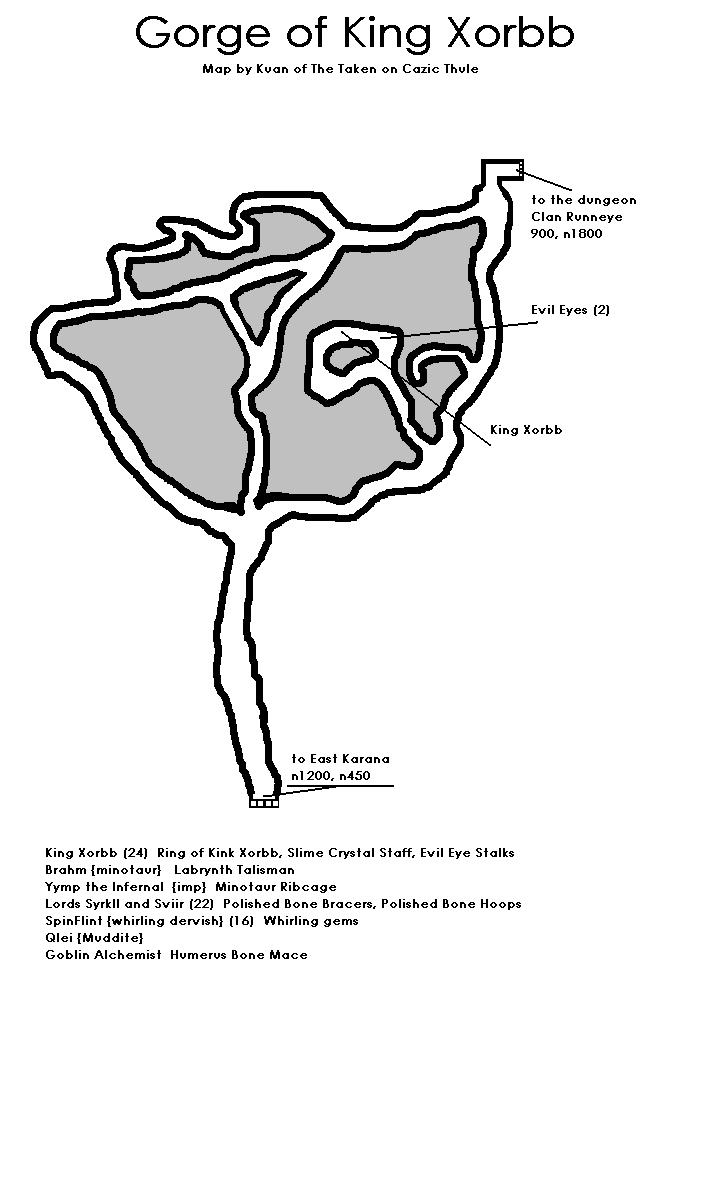 Gorge of King Xorbb
Map by Kuan of The Taken on Cazic Thule
to the dungeon
Clan Runneye
900, n1800
Evil Eyes (2)
King Xorbb
to East Karana
n1200, n450
King Xorbb (24)  Ring of Kink Xorbb, Slime Crystal Staff, Evil Eye Stalks
Brahm {minotaur}   Labrynth Talisman
Yymp the Infernal  {imp}  Minotaur Ribcage
Lords Syrkll and Sviir (22)  Polished Bone Bracers, Polished Bone Hoops
SpinFlint {whirling dervish} (16)  Whirling gems
Qlei {Muddite}
Goblin Alchemist  Humerus Bone Mace